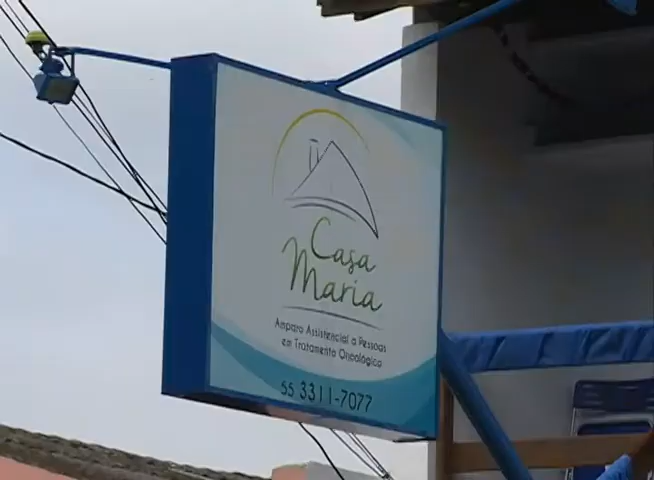 Casa
Maria
Amparo Assistencial a Pessoas
em Tratamento Oncológico
55 3311-7077